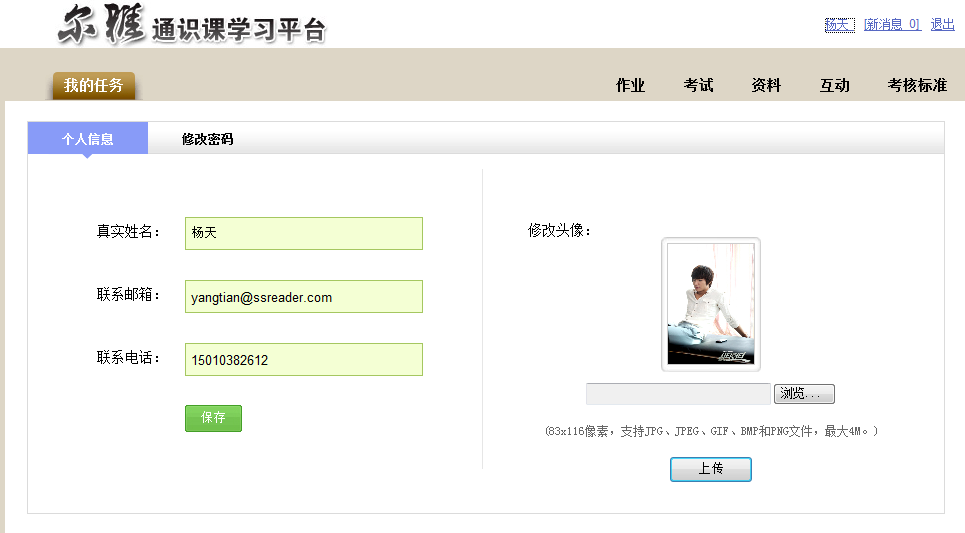 尔雅 通识课学习平台
杨天 [新消息 0] 退出
我的任务 作业 考试 资料 互动 考核标准
个人信息 修改密码
真实姓名： 杨天
联系邮箱： yangtian@ssreader.com
联系电话： 15010382612
保存
修改头像：
浏览...
(83x116像素，支持JPG、JPEG、GIF、BMP和PNG文件，最大4M。)
上传